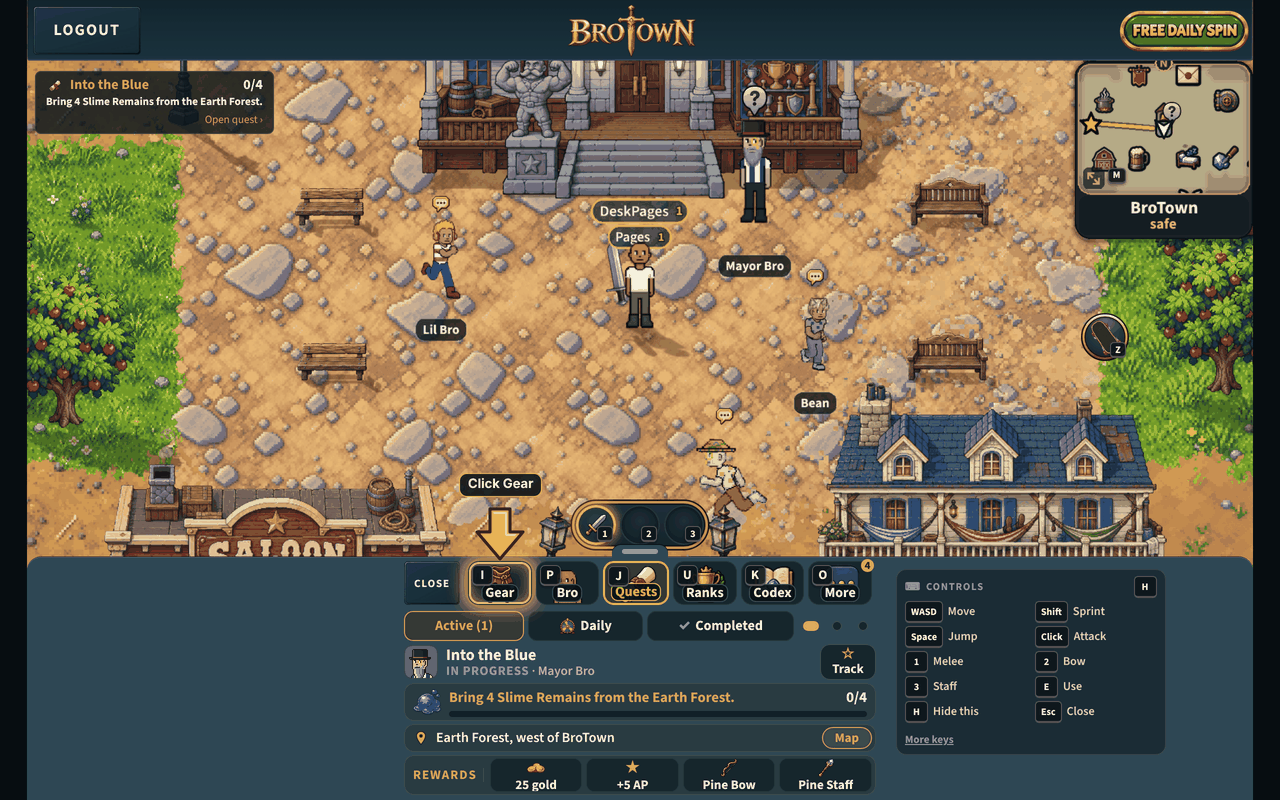 LOGOUT
BROTOWN
FREE DAILY SPIN
Into the Blue 0/4
Bring 4 Slime Remains from the Earth Forest.
Open quest ›
N
?
?
M
BroTown
safe
DeskPages 1
Pages 1
Mayor Bro
Lil Bro
Z
Bean
Click Gear
SALOON
1 2 3
CLOSE
I Gear
P Bro
J Quests
U Ranks
K Codex
O More 4
Active (1) Daily Completed
Into the Blue
IN PROGRESS · Mayor Bro
Track
Bring 4 Slime Remains from the Earth Forest. 0/4
Earth Forest, west of BroTown Map
REWARDS
25 gold
+5 AP
Pine Bow
Pine Staff
CONTROLS H
WASD Move Shift Sprint
Space Jump Click Attack
1 Melee 2 Bow
3 Staff E Use
H Hide this Esc Close
More keys